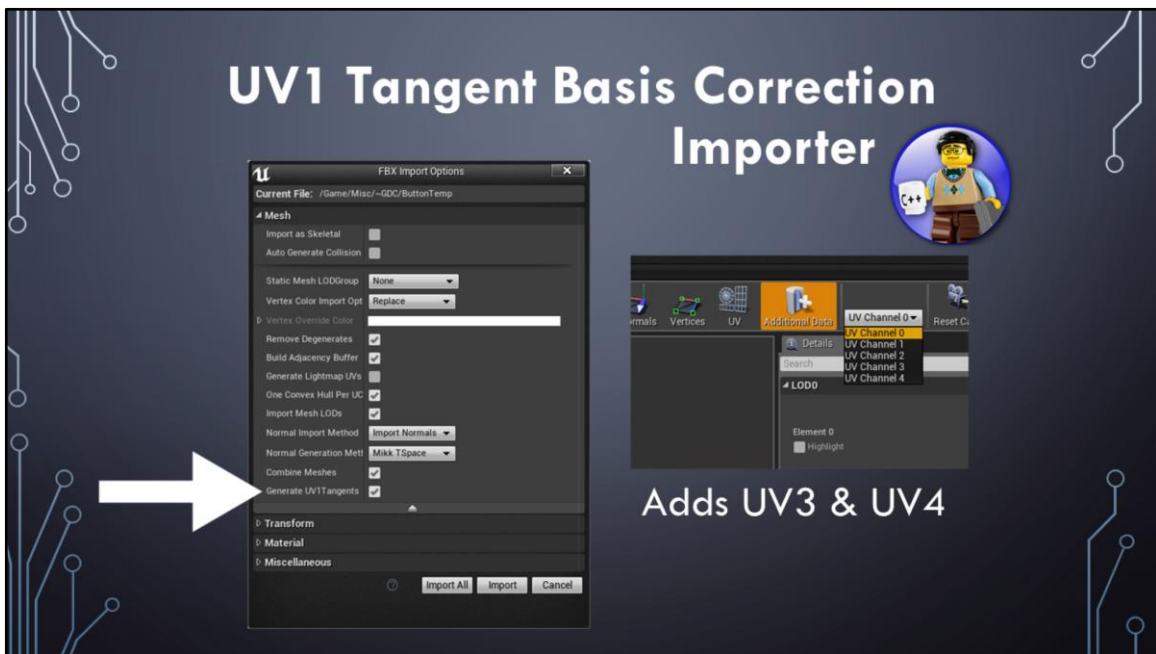 UV1 Tangent Basis Correction
Importer
C++
FBX Import Options
Current File: /Game/Misc/~GDC/ButtonTemp
Mesh
Import as Skeletal
Auto Generate Collision
Static Mesh LODGroup None
Vertex Color Import Opt Replace
Vertex Override Color
Remove Degenerates
Build Adjacency Buffer
Generate Lightmap UVs
One Convex Hull Per UC
Import Mesh LODs
Normal Import Method Import Normals
Normal Generation Metl Mikk TSpace
Combine Meshes
Generate UV1Tangents
Transform
Material
Miscellaneous
Import All Import Cancel
ormals Vertices UV Additional Data UV Channel 0 Reset Ca
UV Channel 0
UV Channel 1
UV Channel 2
UV Channel 3
UV Channel 4
Details
Search
LOD0
Element 0
Highlight
Adds UV3 & UV4